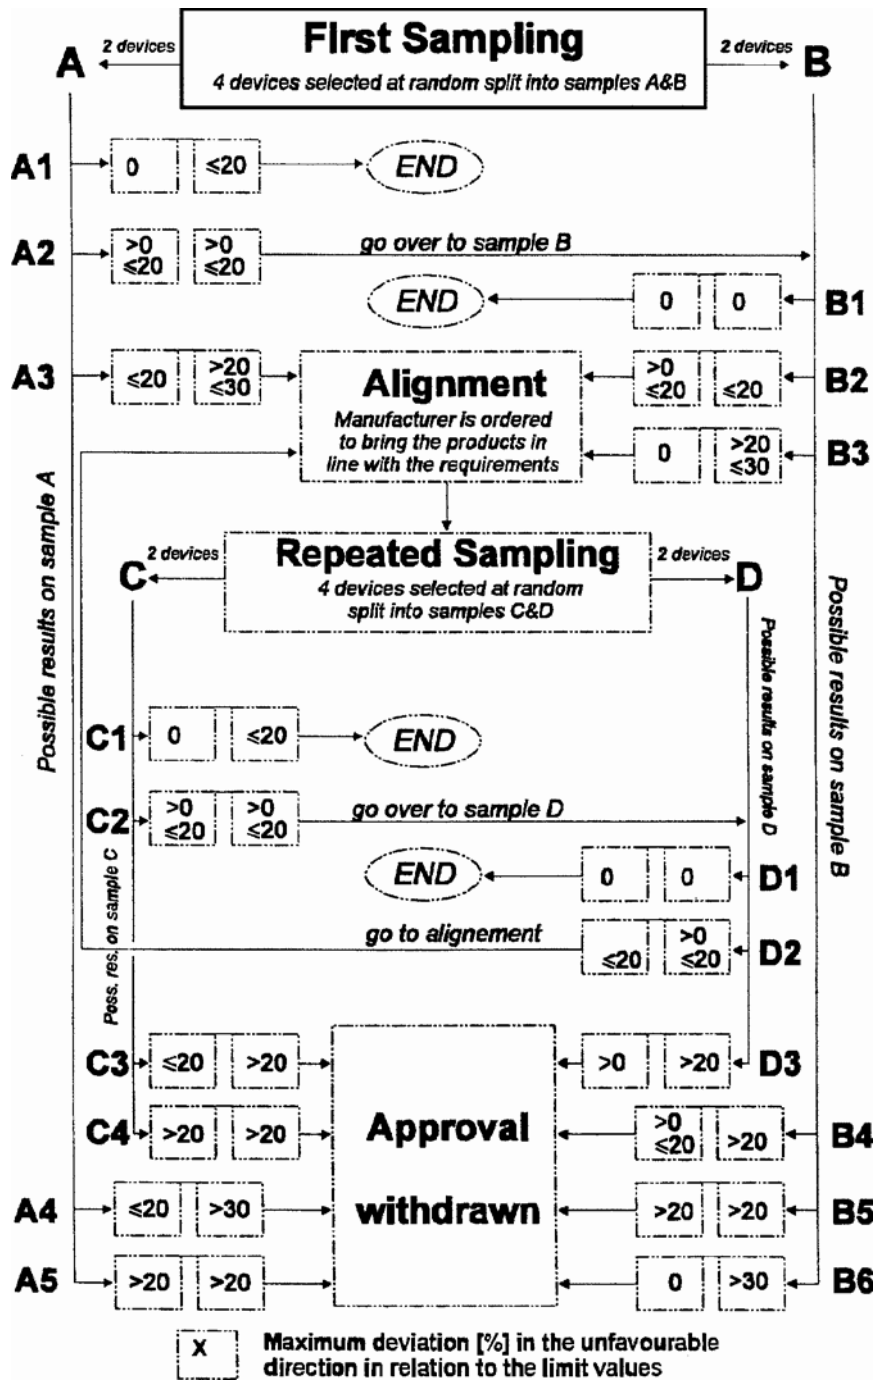 First Sampling
4 devices selected at random split into samples A&B
2 devices
2 devices
A
B
A1
0
≤20
END
A2
>0
≤20
>0
≤20
go over to sample B
END
0
0
B1
A3
≤20
>20
≤30
Alignment
Manufacturer is ordered
to bring the products in
line with the requirements
>0
≤20
≤20
B2
0
>20
≤30
B3
Possible results on sample A
C
2 devices
Repeated Sampling
4 devices selected at random
split into samples C&D
2 devices
D
Possible results on sample D
Possible results on sample B
C1
0
≤20
END
C2
>0
≤20
>0
≤20
go over to sample D
Poss. res. on sample C
END
0
0
D1
go to alignement
≤20
>0
≤20
D2
C3
≤20
>20
Approval
withdrawn
>0
>20
D3
C4
>20
>20
>0
≤20
>20
B4
A4
≤20
>30
>20
>20
B5
A5
>20
>20
0
>30
B6
X
Maximum deviation [%] in the unfavourable
direction in relation to the limit values